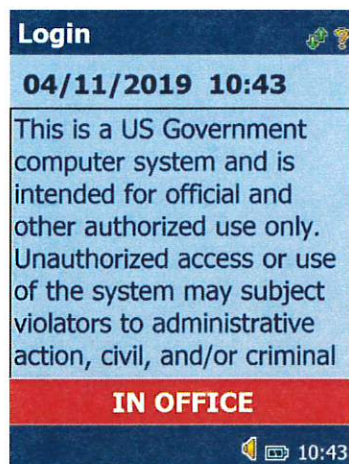 Login
04/11/2019 10:43
This is a US Government
computer system and is
intended for official and
other authorized use only.
Unauthorized access or use
of the system may subject
violators to administrative
action, civil, and/or criminal
IN OFFICE
10:43